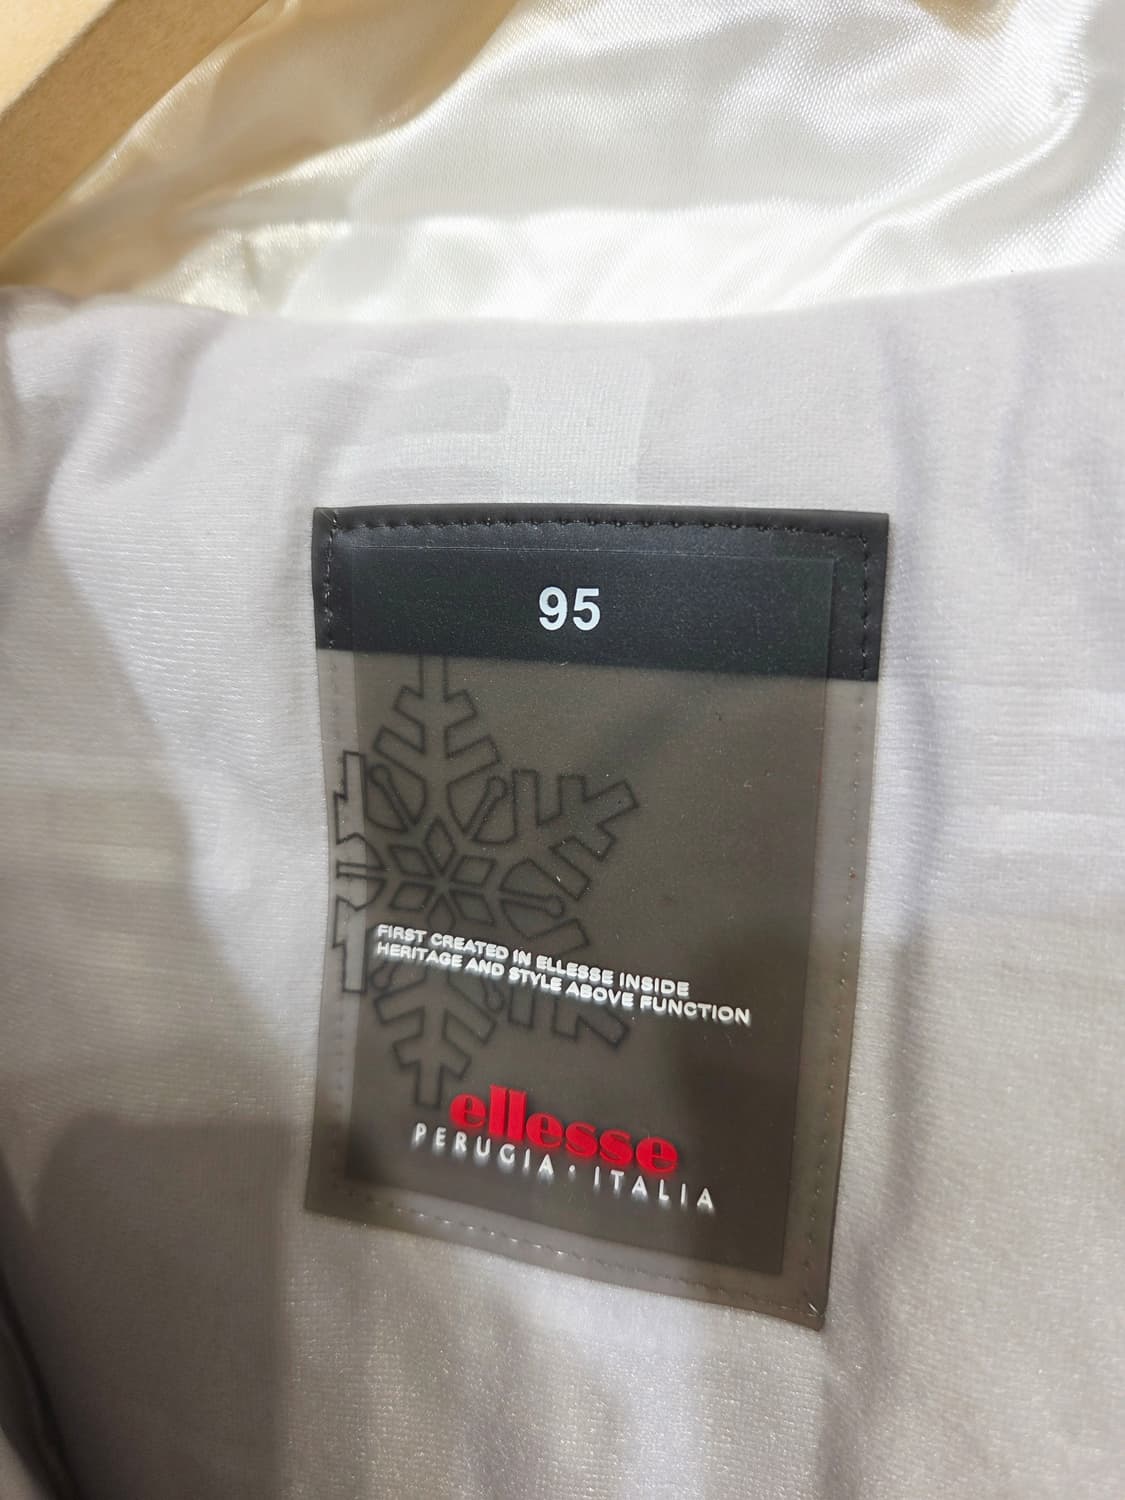 95
FIRST CREATED IN ELLESSE INSIDE
HERITAGE AND STYLE ABOVE FUNCTION
ellesse
PERUGIA · ITALIA